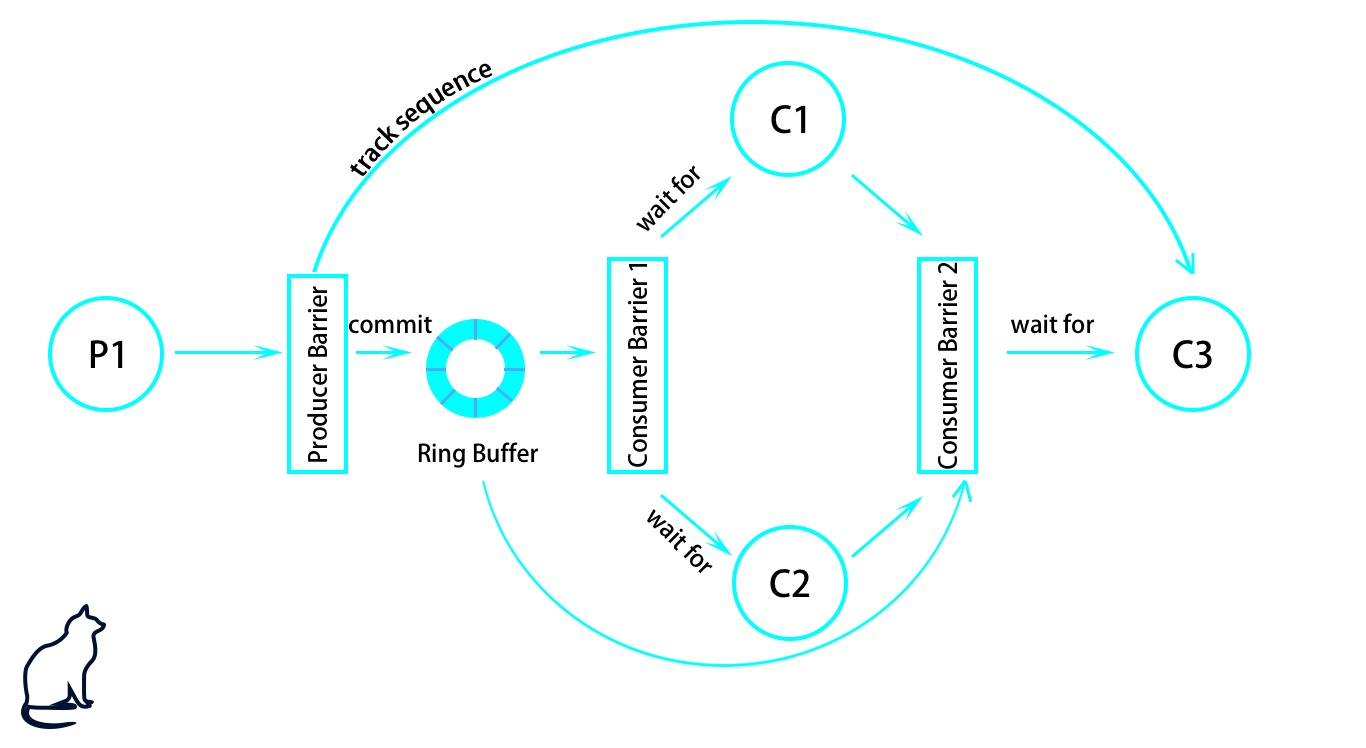 track sequence
C1
wait for
P1
Producer Barrier
commit
Ring Buffer
Consumer Barrier 1
Consumer Barrier 2
wait for
C3
wait for
C2